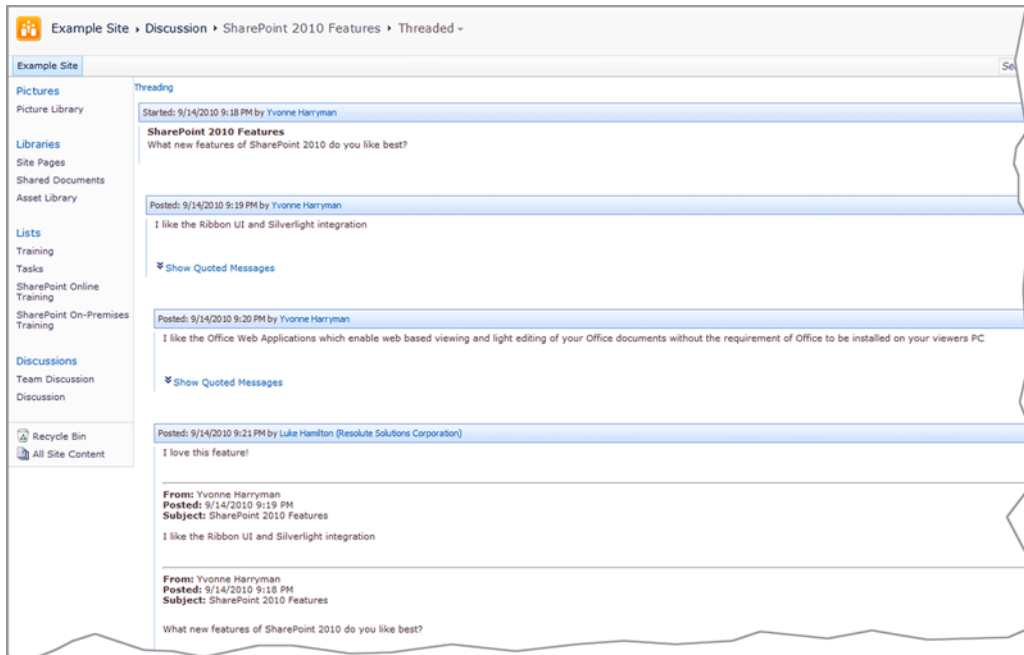 Example Site ▸ Discussion ▸ SharePoint 2010 Features ▸ Threaded
Example Site
Pictures
Picture Library
Libraries
Site Pages
Shared Documents
Asset Library
Lists
Training
Tasks
SharePoint Online
Training
SharePoint On-Premises
Training
Discussions
Team Discussion
Discussion
Recycle Bin
All Site Content
Threading
Started: 9/14/2010 9:18 PM by Yvonne Harryman
SharePoint 2010 Features
What new features of SharePoint 2010 do you like best?
Posted: 9/14/2010 9:19 PM by Yvonne Harryman
I like the Ribbon UI and Silverlight integration
Show Quoted Messages
Posted: 9/14/2010 9:20 PM by Yvonne Harryman
I like the Office Web Applications which enable web based viewing and light editing of your Office documents without the requirement of Office to be installed on your viewers PC
Show Quoted Messages
Posted: 9/14/2010 9:21 PM by Luke Hamilton (Resolute Solutions Corporation)
I love this feature!
From: Yvonne Harryman
Posted: 9/14/2010 9:19 PM
Subject: SharePoint 2010 Features
I like the Ribbon UI and Silverlight integration
From: Yvonne Harryman
Posted: 9/14/2010 9:18 PM
Subject: SharePoint 2010 Features
What new features of SharePoint 2010 do you like best?